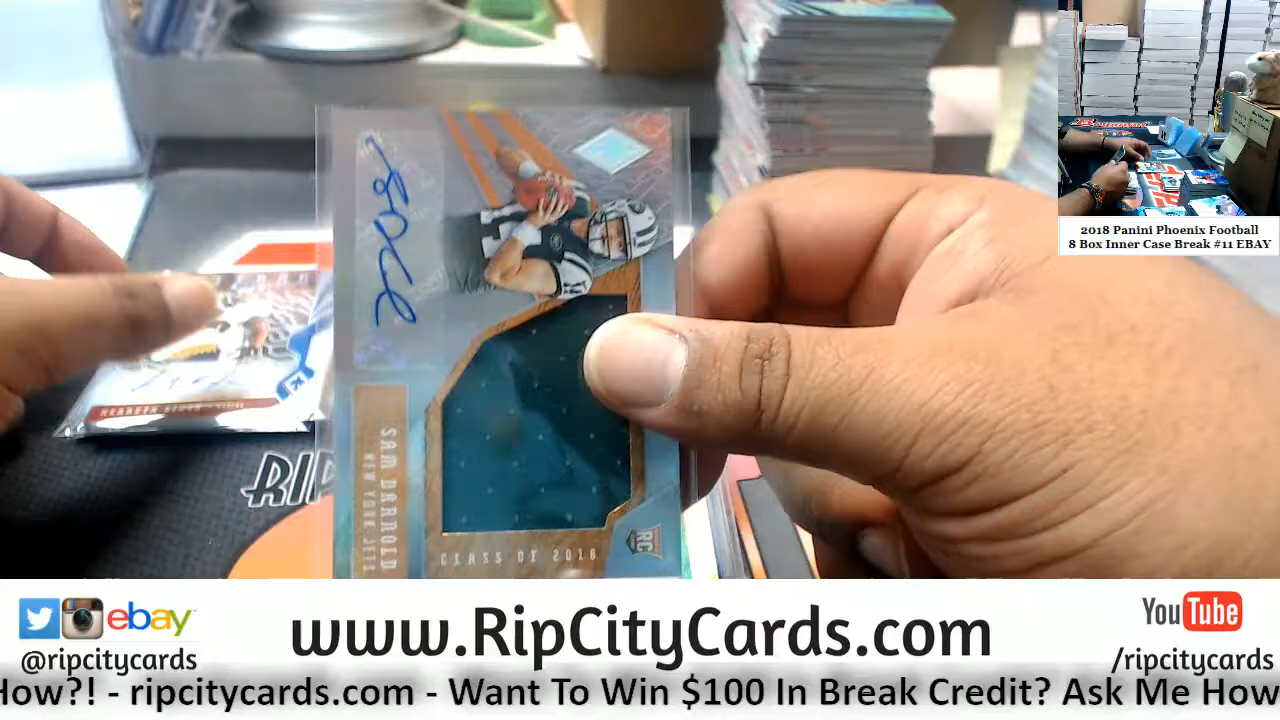 2018 Panini Phoenix Football
8 Box Inner Case Break #11 EBAY
SAM DARNOLD
NEW YORK JETS
CLASS OF 2018
RC
RIP
ebay
@ripcitycards
www.RipCityCards.com
YouTube
/ripcitycards
How?! - ripcitycards.com - Want To Win $100 In Break Credit? Ask Me How